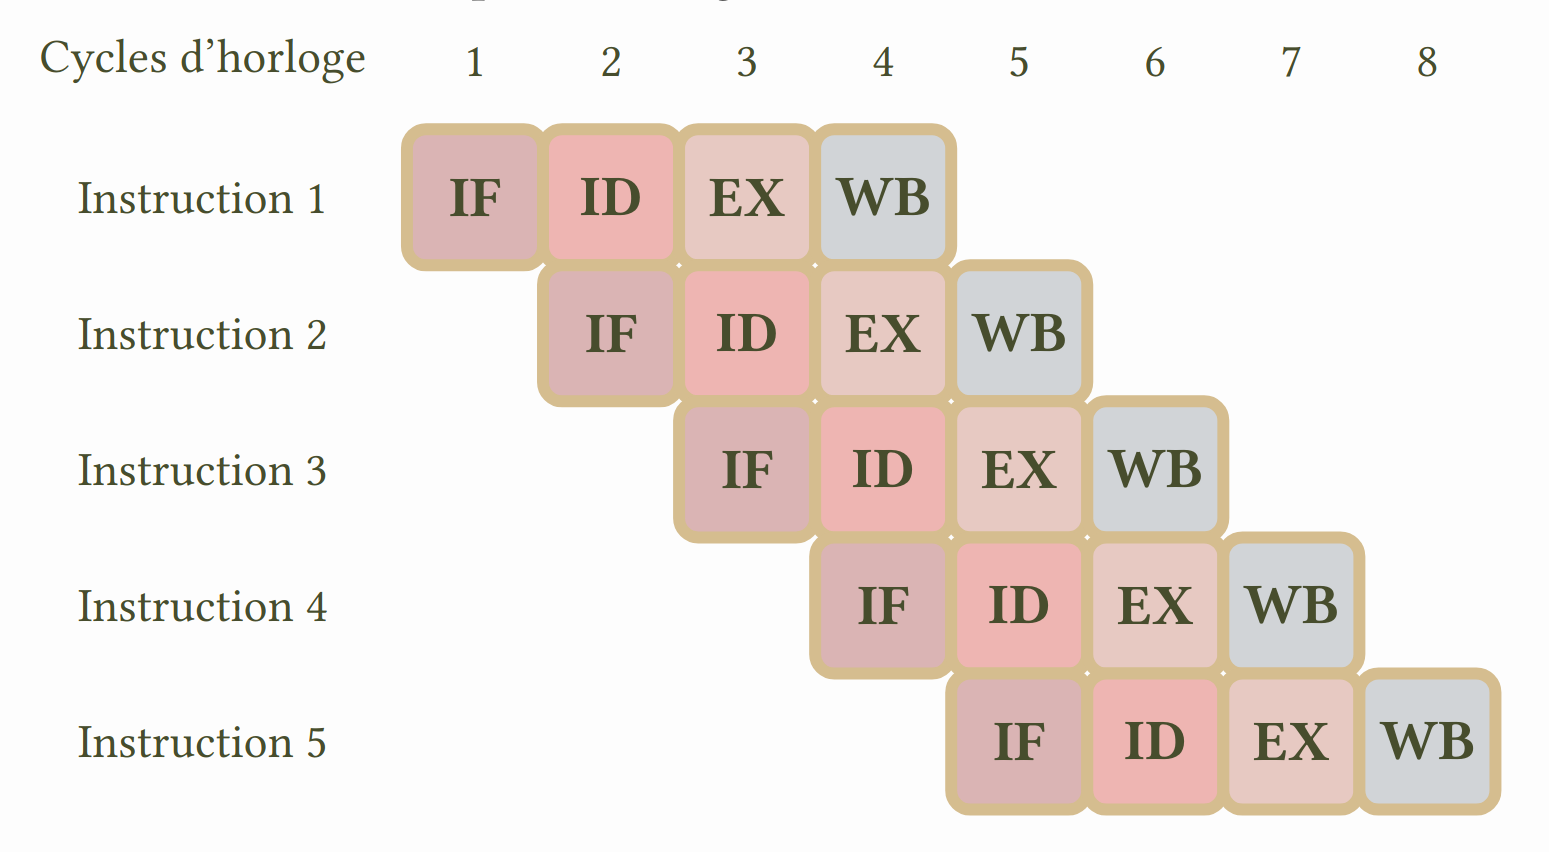 Cycles d’horloge 1 2 3 4 5 6 7 8
Instruction 1 IF ID EX WB
Instruction 2 IF ID EX WB
Instruction 3 IF ID EX WB
Instruction 4 IF ID EX WB
Instruction 5 IF ID EX WB